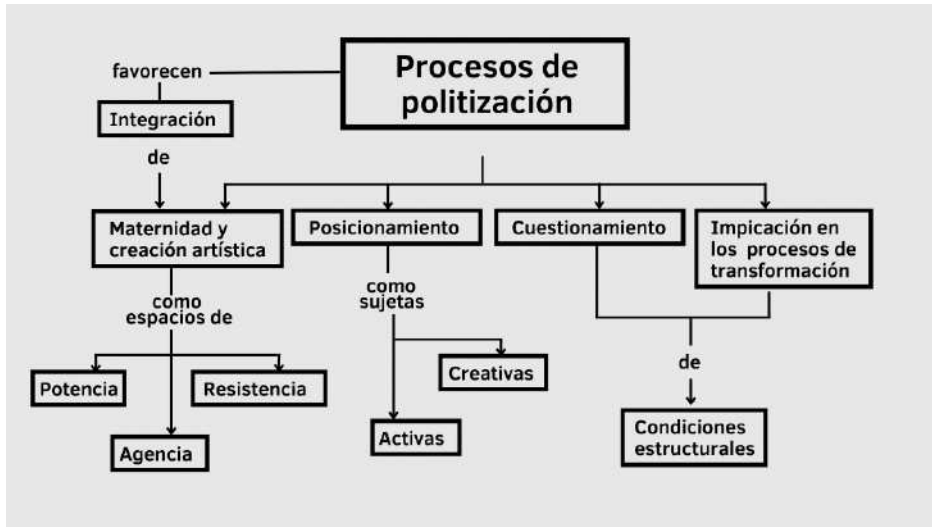 Procesos de
politización
favorecen
Integración
de
Maternidad y
creación artística
Posicionamiento
Cuestionamiento
Impicación en
los procesos de
transformación
como
espacios de
como
sujetas
Potencia
Resistencia
Agencia
Creativas
Activas
de
Condiciones
estructurales